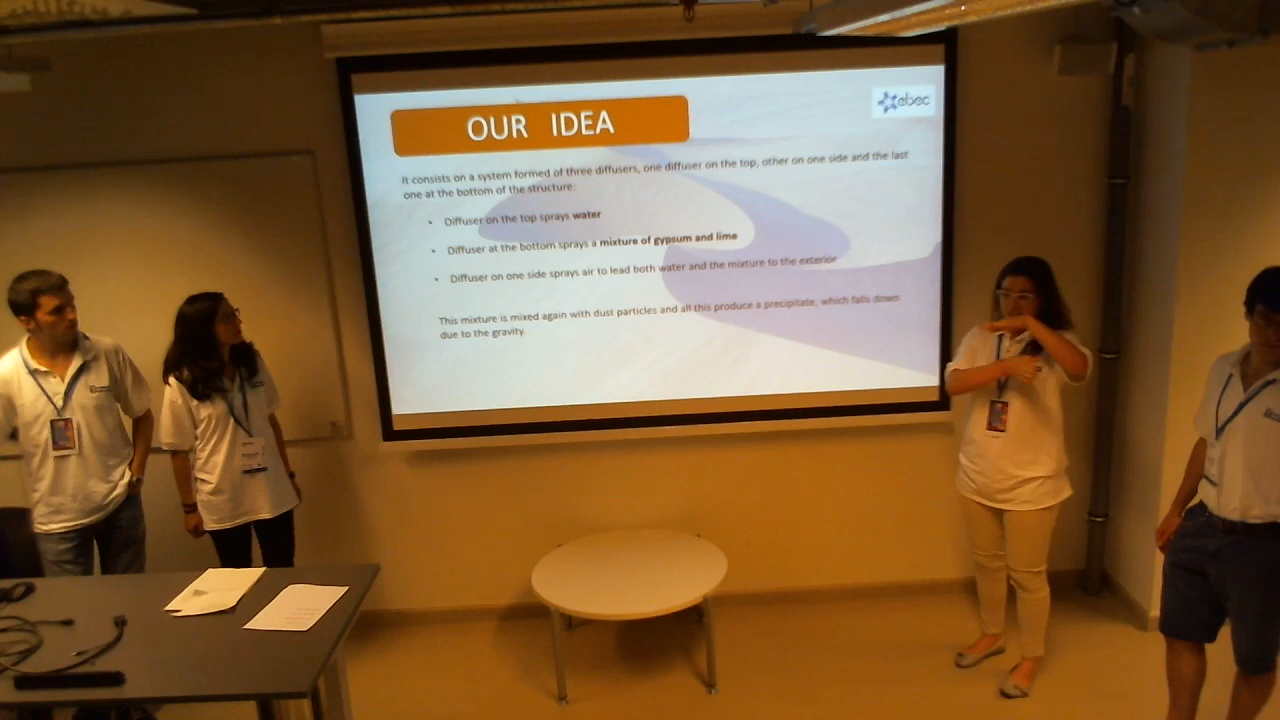 OUR IDEA
ebec
It consists on a system formed of three diffusers, one diffuser on the top, other on one side and the last
one at the bottom of the structure:
• Diffuser on the top sprays water
• Diffuser at the bottom sprays a mixture of gypsum and lime
• Diffuser on one side sprays air to lead both water and the mixture to the exterior
This mixture is mixed again with dust particles and all this produce a precipitate, which falls down
due to the gravity.